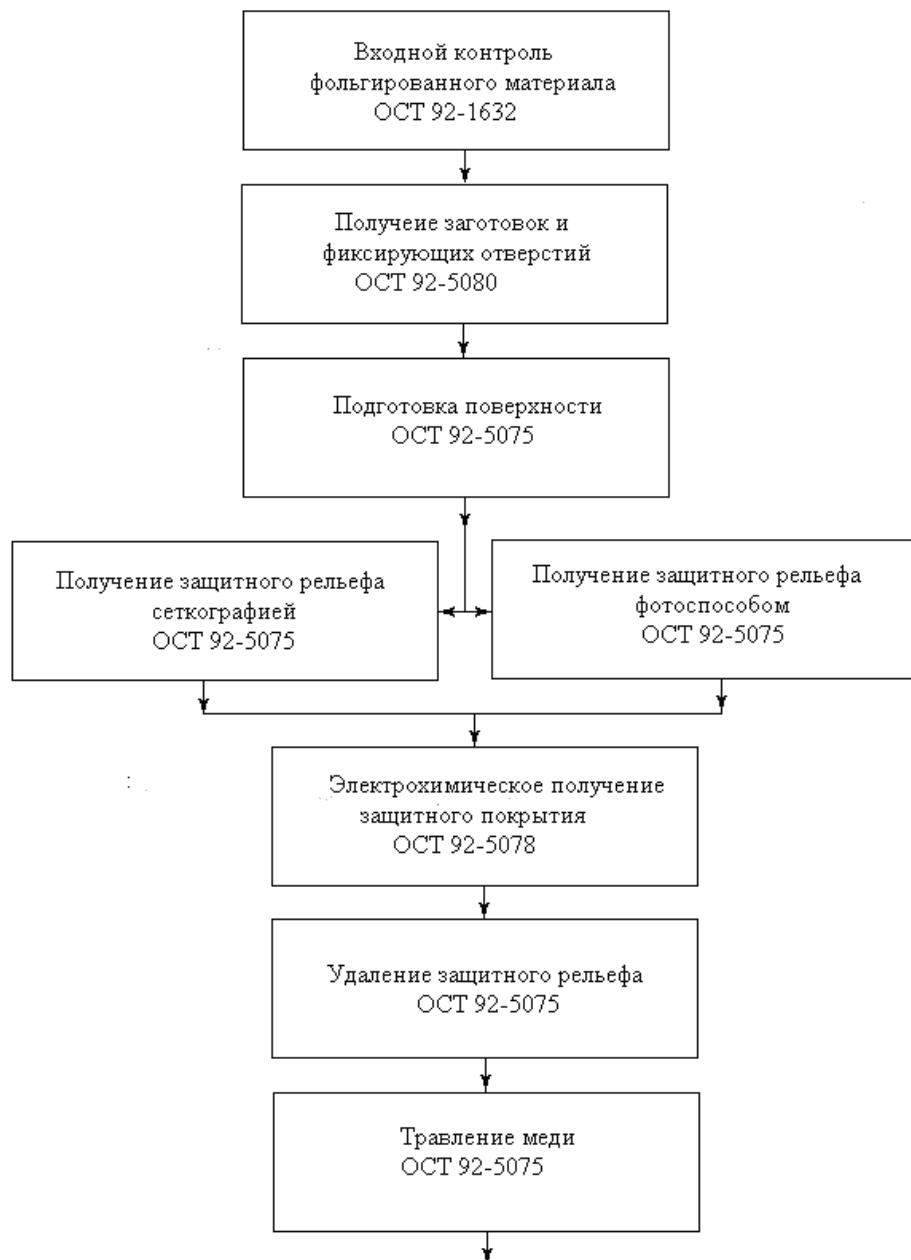 Входной контроль
фольгированного материала
ОСТ 92-1632
Получеие заготовок и
фиксирующих отверстий
ОСТ 92-5080
Подготовка поверхности
ОСТ 92-5075
Получение защитного рельефа
сеткографией
ОСТ 92-5075
Получение защитного рельефа
фотоспособом
ОСТ 92-5075
Электрохимическое получение
защитного покрытия
ОСТ 92-5078
Удаление защитного рельефа
ОСТ 92-5075
Травление меди
ОСТ 92-5075